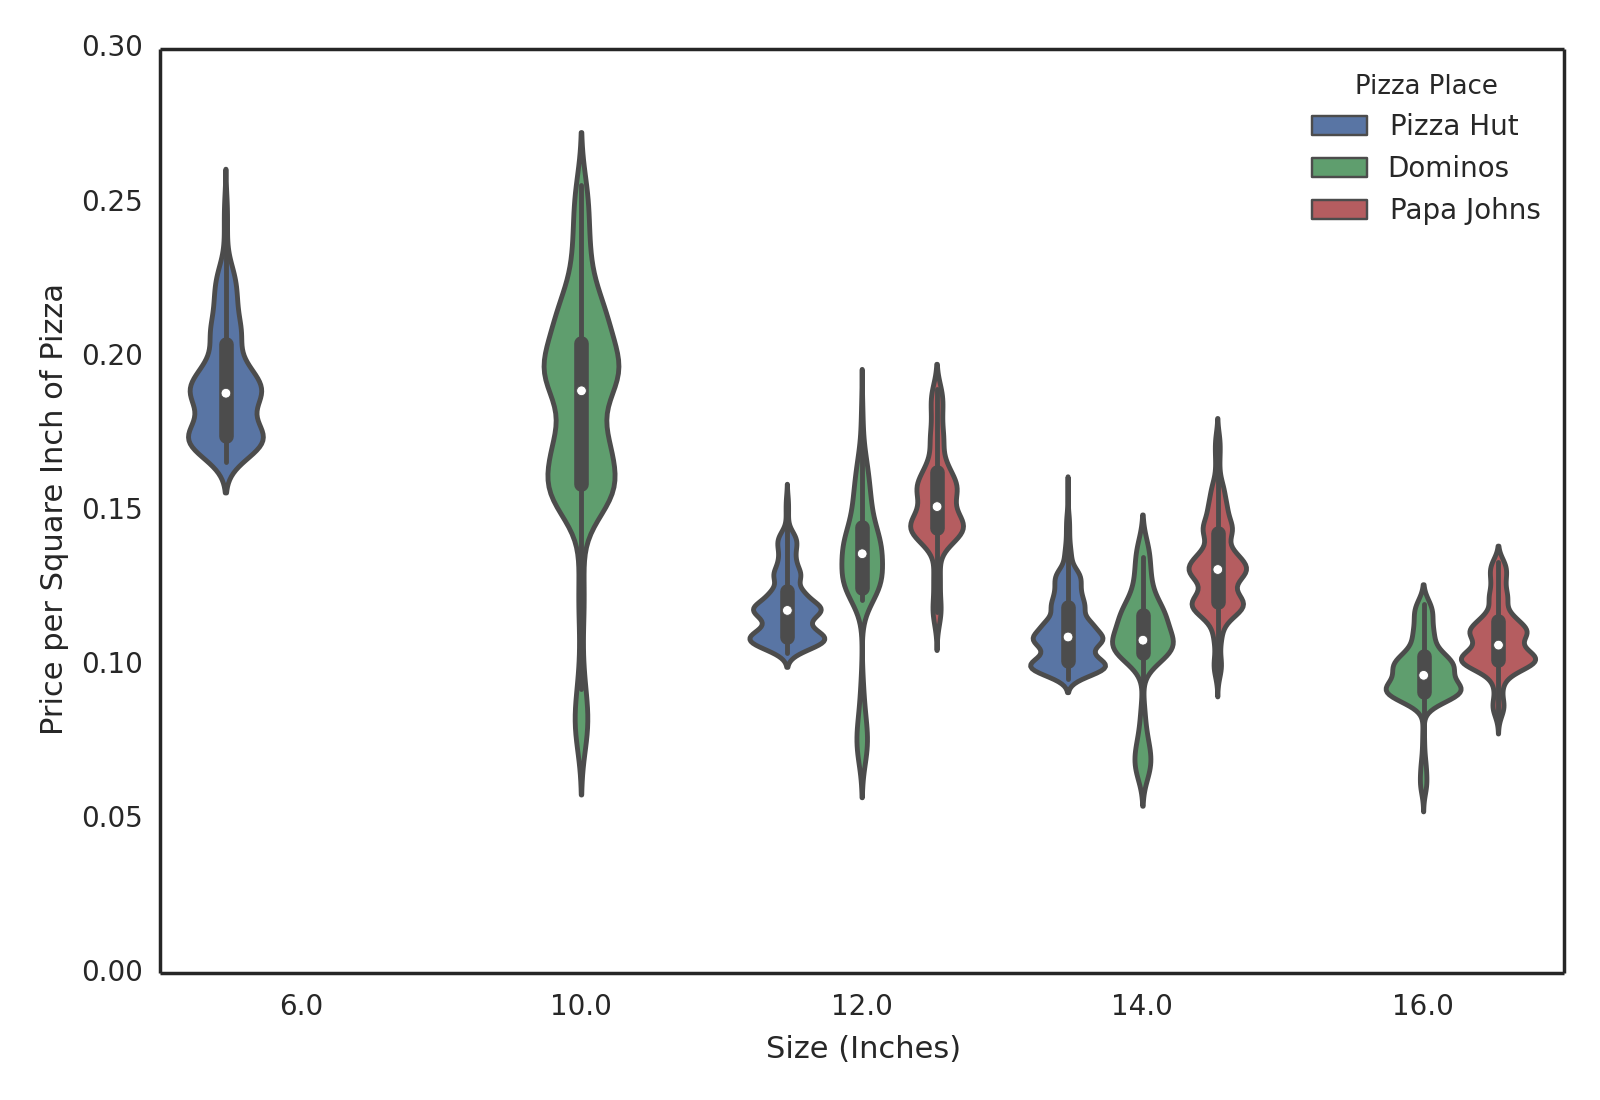 0.30
0.25
0.20
0.15
0.10
0.05
0.00
Price per Square Inch of Pizza
Pizza Place
Pizza Hut
Dominos
Papa Johns
6.0 10.0 12.0 14.0 16.0
Size (Inches)